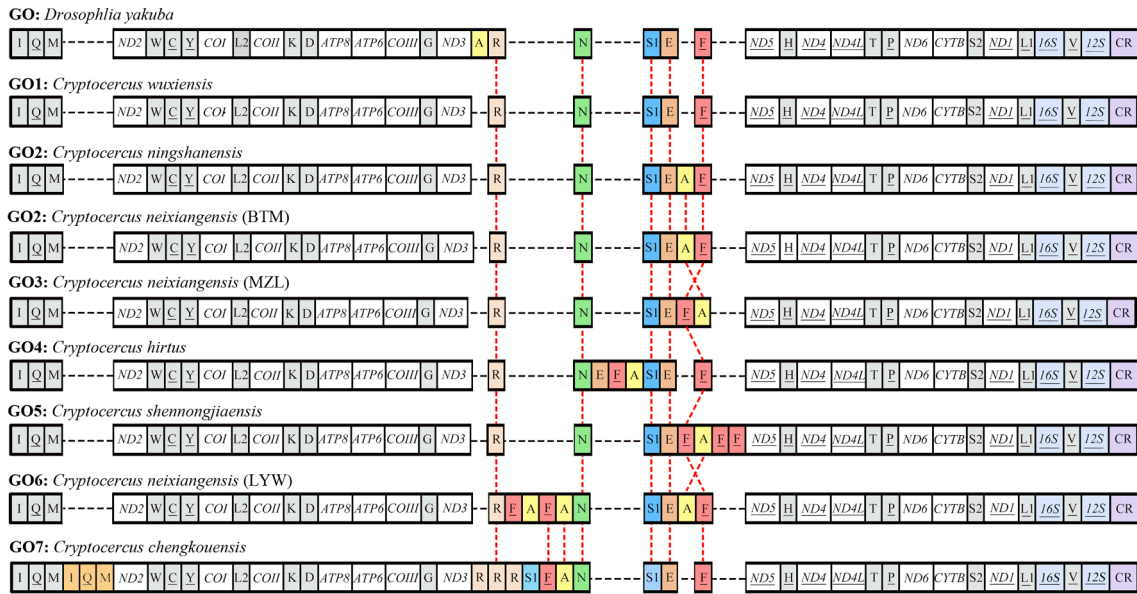 GO: Drosophlia yakuba
I Q M ND2 W C Y COI L2 COII K D ATP8 ATP6 COIII G ND3 A R N S1 E F ND5 H ND4 ND4L T P ND6 CYTB S2 ND1 L1 16S V 12S CR
GO1: Cryptocercus wuxiensis
I Q M ND2 W C Y COI L2 COII K D ATP8 ATP6 COIII G ND3 R N S1 E F ND5 H ND4 ND4L T P ND6 CYTB S2 ND1 L1 16S V 12S CR
GO2: Cryptocercus ningshanensis
I Q M ND2 W C Y COI L2 COII K D ATP8 ATP6 COIII G ND3 R N S1 E A F ND5 H ND4 ND4L T P ND6 CYTB S2 ND1 L1 16S V 12S CR
GO2: Cryptocercus neixiangensis (BTM)
ND2 W C Y COI L2 COII K D ATP8 ATP6 COIII G ND3 I Q M R N S1 E A F ND5 H ND4 ND4L T P ND6 CYTB S2 ND1 L1 16S V 12S CR
GO3: Cryptocercus neixiangensis (MZL)
I Q M ND2 W C Y COI L2 COII K D ATP8 ATP6 COIII G ND3 R N S1 E F A ND5 H ND4 ND4L T P ND6 CYTB S2 ND1 L1 16S V 12S CR
GO4: Cryptocercus hirtus
I Q M ND2 W C Y COI L2 COII K D ATP8 ATP6 COIII G ND3 R N E F A S1 E F ND5 H ND4 ND4L T P ND6 CYTB S2 ND1 L1 16S V 12S CR
GO5: Cryptocercus shennongjiaensis
I Q M ND2 W C Y COI L2 COII K D ATP8 ATP6 COIII G ND3 R N S1 E F A F F ND5 H ND4 ND4L T P ND6 CYTB S2 ND1 L1 16S V 12S CR
GO6: Cryptocercus neixiangensis (LYW)
I Q M ND2 W C Y COI L2 COII K D ATP8 ATP6 COIII G ND3 R F A F A N S1 E A F ND5 H ND4 ND4L T P ND6 CYTB S2 ND1 L1 16S V 12S CR
GO7: Cryptocercus chengkouensis
I Q M I Q M ND2 W C Y COI L2 COII K D ATP8 ATP6 COIII G ND3 R R R S1 F A N S1 E F ND5 H ND4 ND4L T P ND6 CYTB S2 ND1 L1 16S V 12S CR